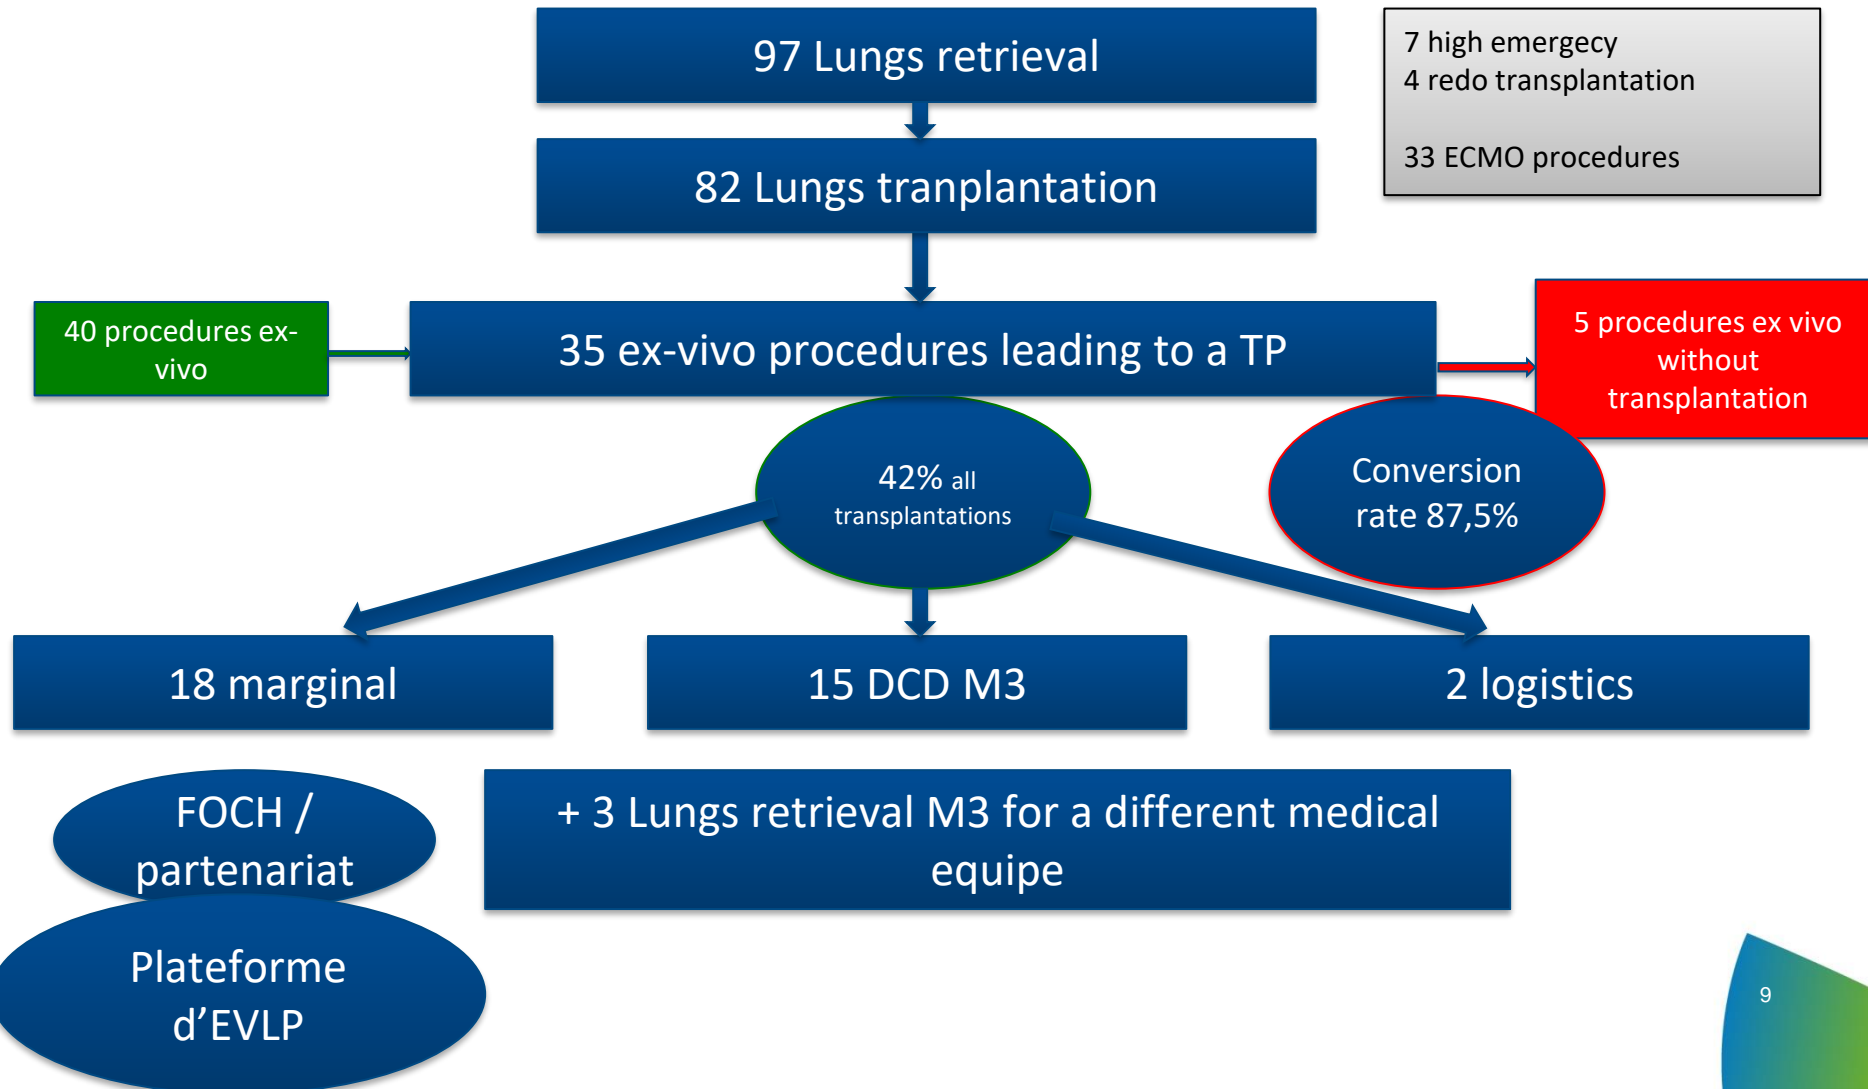 97 Lungs retrieval
7 high emergecy
4 redo transplantation
33 ECMO procedures
82 Lungs tranplantation
40 procedures ex-
vivo
35 ex-vivo procedures leading to a TP
5 procedures ex vivo
without
transplantation
42% all
transplantations
Conversion
rate 87,5%
18 marginal
15 DCD M3
2 logistics
FOCH /
partenariat
+ 3 Lungs retrieval M3 for a different medical
equipe
Plateforme
d’EVLP
9